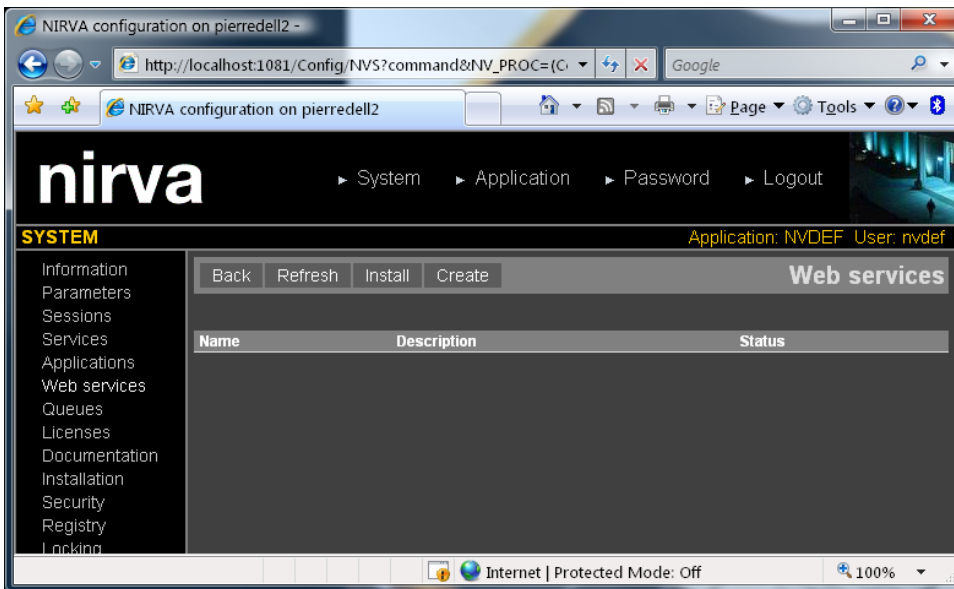 NIRVA configuration on pierredell2 -
http://localhost:1081/Config/NVS?command&NV_PROC=(C
Google
NIRVA configuration on pierredell2
Page
Tools
nirva
System
Application
Password
Logout
SYSTEM
Application: NVDEF User: nvdef
Information
Parameters
Sessions
Services
Applications
Web services
Queues
Licenses
Documentation
Installation
Security
Registry
Locking
Back Refresh Install Create
Web services
Name Description Status
Internet | Protected Mode: Off
100%